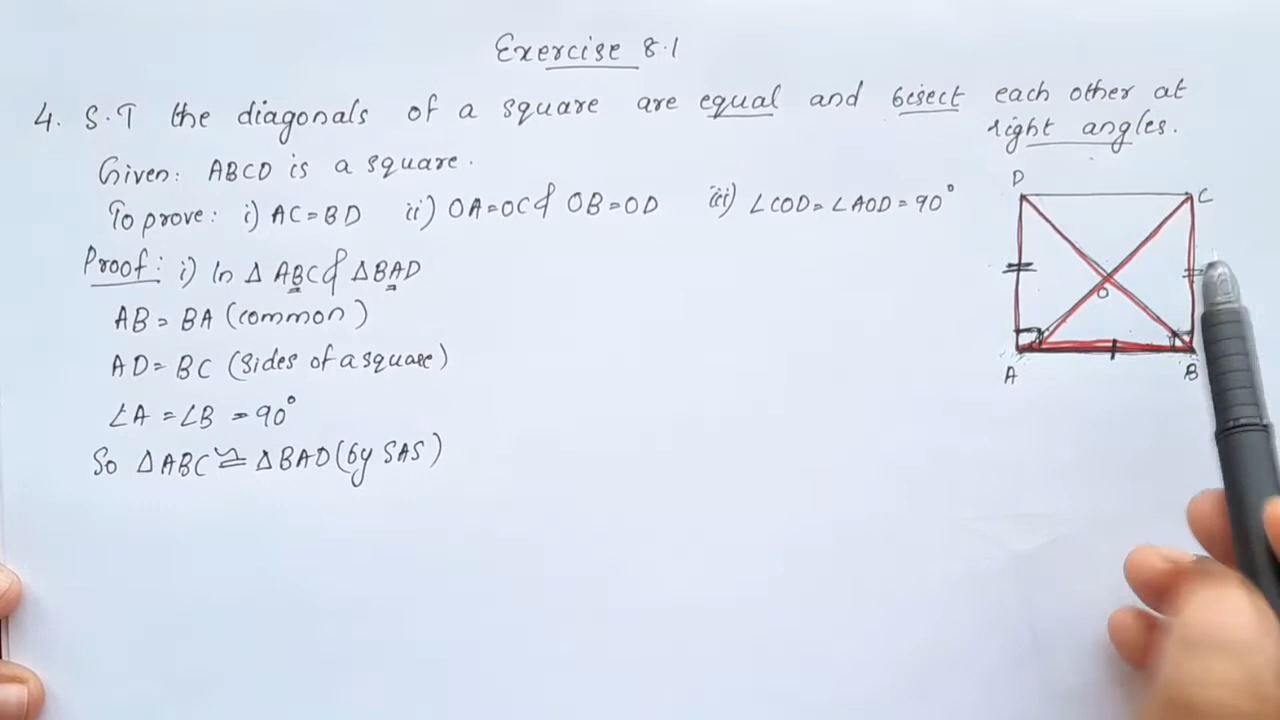 Exercise 8.1
4. S.T the diagonals of a square are equal and bisect each other at
right angles.
Given: ABCD is a square.
To prove: i) AC=BD ii) OA=OC & OB=OD iii) ∠COD=∠AOD=90°
Proof: i) In Δ ABC & ΔBAD
AB = BA (common)
AD = BC (Sides of a square)
∠A = ∠B = 90°
So ΔABC ≅ ΔBAD (by SAS)
D C
O
A B